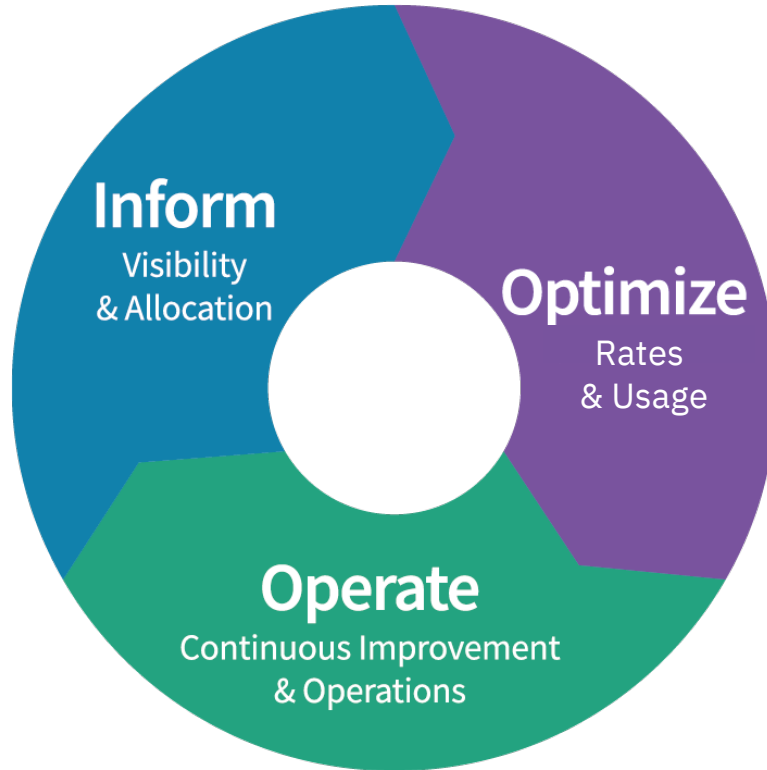 Inform
Visibility
& Allocation
Optimize
Rates
& Usage
Operate
Continuous Improvement
& Operations